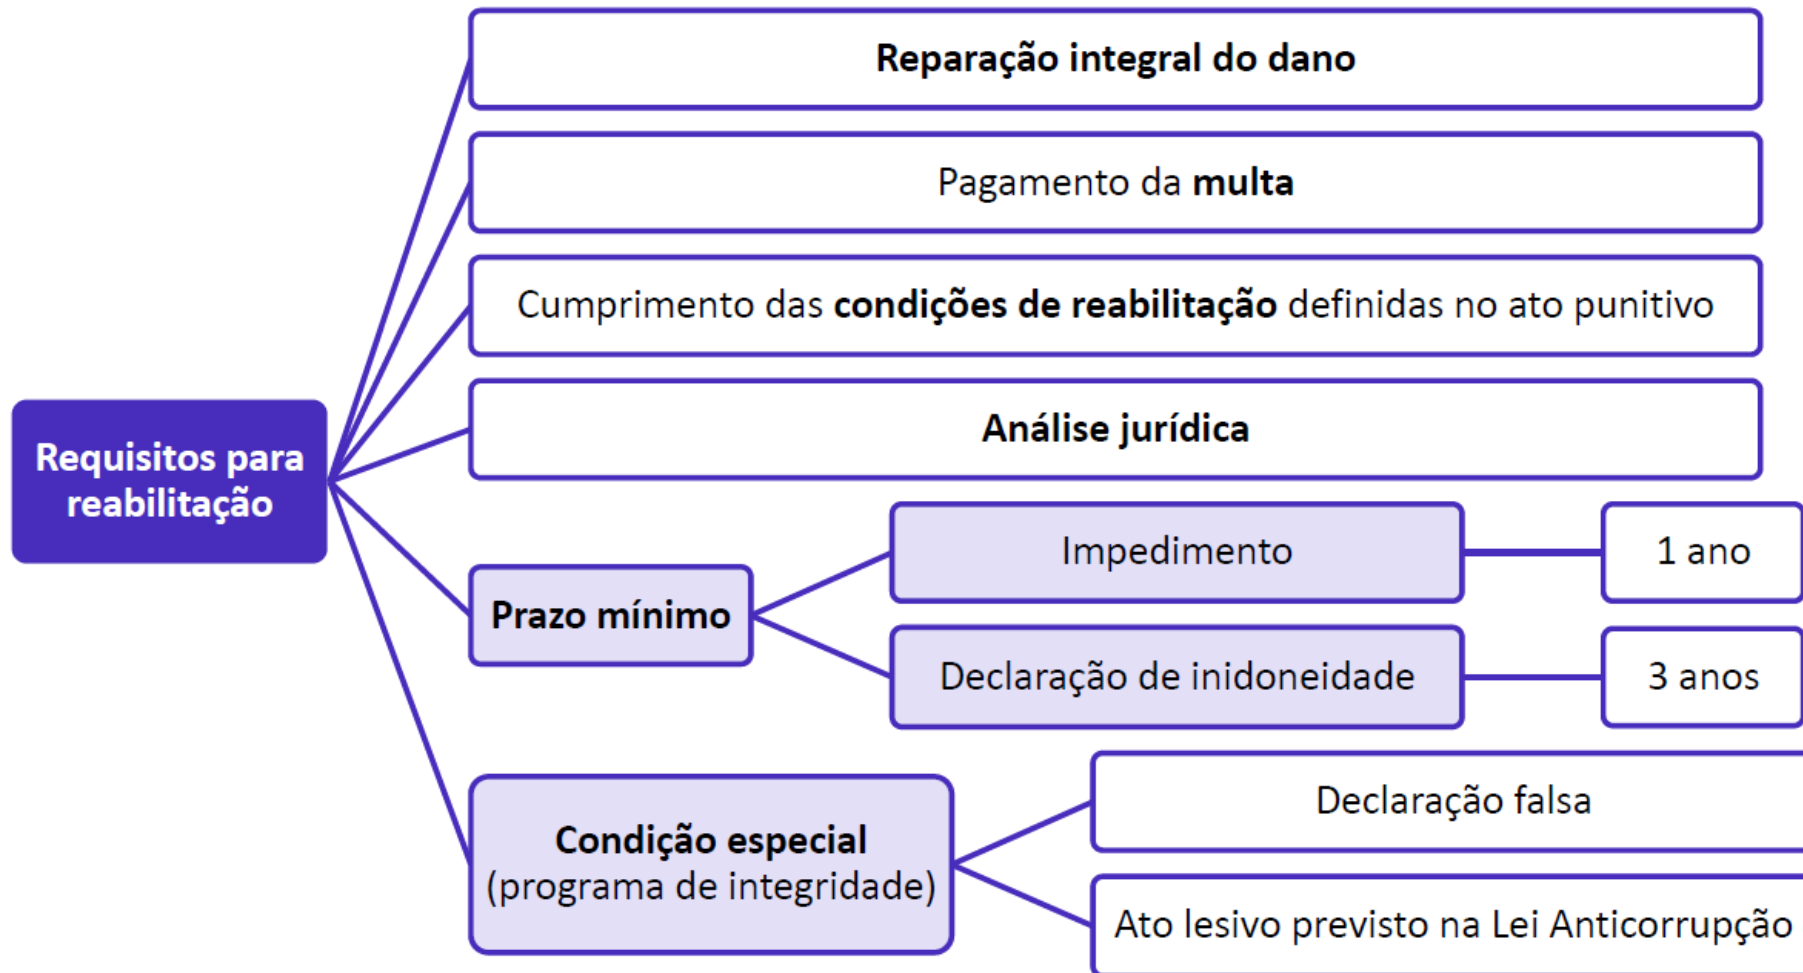 Requisitos para
reabilitação
Reparação integral do dano
Pagamento da multa
Cumprimento das condições de reabilitação definidas no ato punitivo
Análise jurídica
Prazo mínimo
Impedimento
1 ano
Declaração de inidoneidade
3 anos
Condição especial
(programa de integridade)
Declaração falsa
Ato lesivo previsto na Lei Anticorrupção